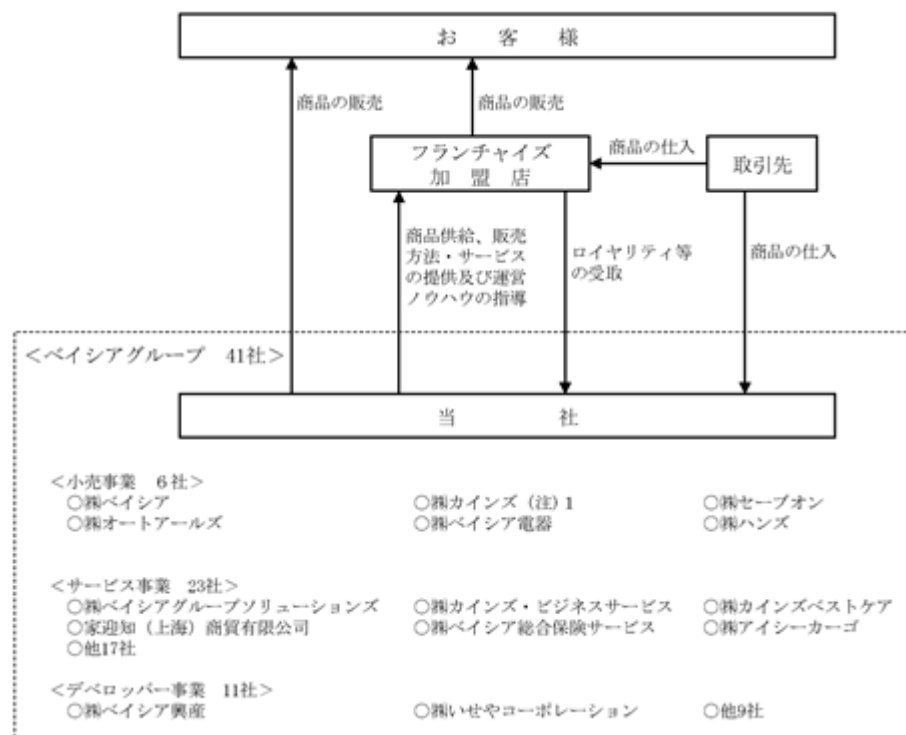 お　客　様
商品の販売
商品の販売
フランチャイズ
加　盟　店
商品の仕入
取引先
商品供給、販売
方法・サービス
の提供及び運営
ノウハウの指導
ロイヤリティ等
の受取
商品の仕入
＜ベイシアグループ　41社＞
当　社
＜小売事業　6社＞
○㈱ベイシア　○㈱カインズ（注）1　○㈱セーブオン
○㈱オートアールズ　○㈱ベイシア電器　○㈱ハンズ
＜サービス事業　23社＞
○㈱ベイシアグループソリューションズ　○㈱カインズ・ビジネスサービス　○㈱カインズベストケア
○家迎知（上海）商貿有限公司　○㈱ベイシア総合保険サービス　○㈱アイシーカーゴ
○他17社
＜デベロッパー事業　11社＞
○㈱ベイシア興産　○㈱いせやコーポレーション　○他9社